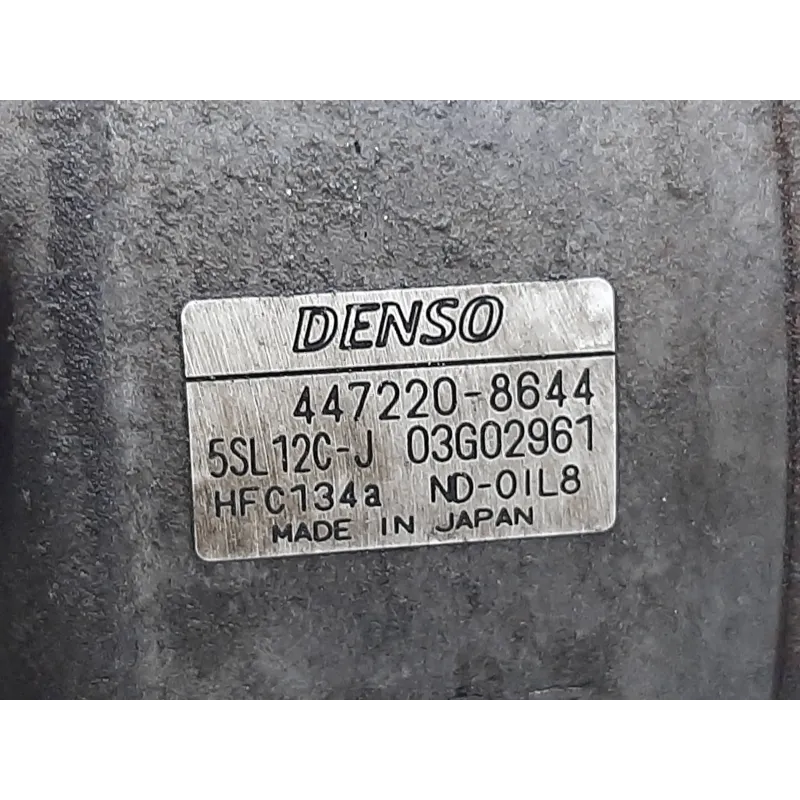 DENSO
447220-8644
5SL12C-J 03G02961
HFC134a ND-OIL8
MADE IN JAPAN